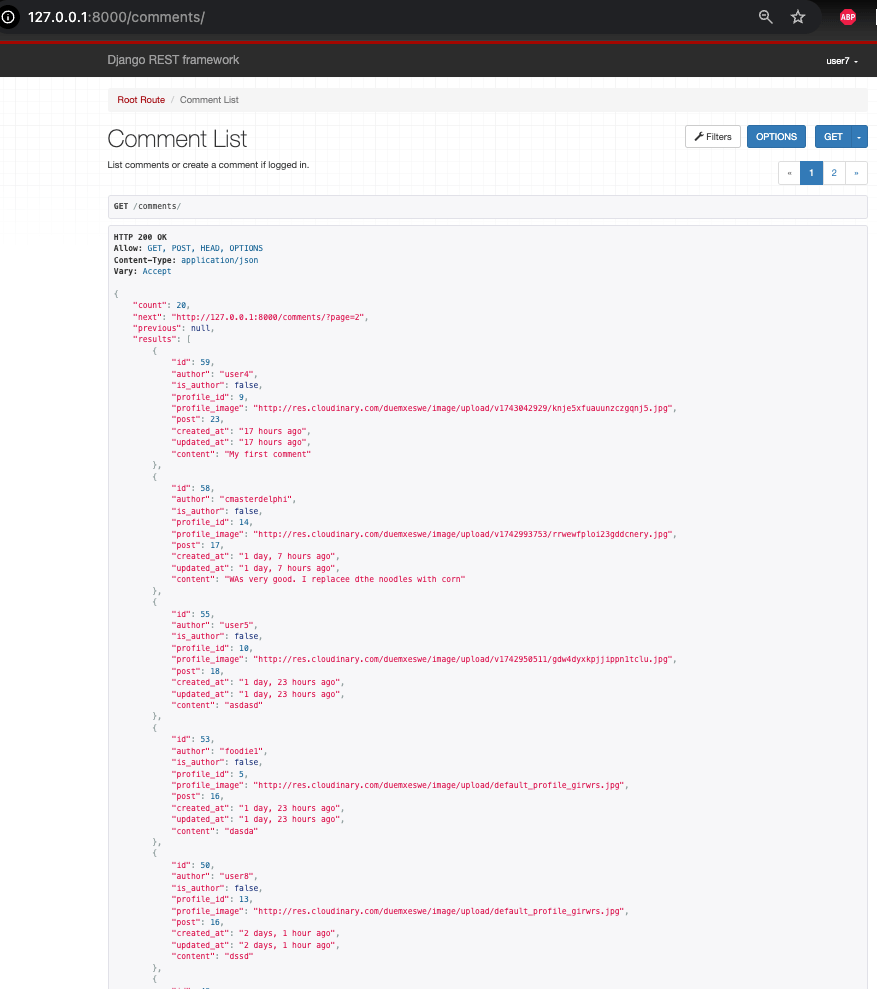 127.0.0.1:8000/comments/
ABP
Django REST framework
user7
Root Route / Comment List
Comment List
Filters
OPTIONS
GET
List comments or create a comment if logged in.
« 1 2 »
GET /comments/
HTTP 200 OK
Allow: GET, POST, HEAD, OPTIONS
Content-Type: application/json
Vary: Accept
{
"count": 20,
"next": "http://127.0.0.1:8000/comments/?page=2",
"previous": null,
"results": [
{
"id": 59,
"author": "user4",
"is_author": false,
"profile_id": 9,
"profile_image": "http://res.cloudinary.com/duemxeswe/image/upload/v1743042929/knje5xfuauunzczgqnj5.jpg",
"post": 23,
"created_at": "17 hours ago",
"updated_at": "17 hours ago",
"content": "My first comment"
},
{
"id": 58,
"author": "cmasterdelphi",
"is_author": false,
"profile_id": 14,
"profile_image": "http://res.cloudinary.com/duemxeswe/image/upload/v1742993753/rrwewfploi23gddcnery.jpg",
"post": 17,
"created_at": "1 day, 7 hours ago",
"updated_at": "1 day, 7 hours ago",
"content": "WAs very good. I replacee dthe noodles with corn"
},
{
"id": 55,
"author": "user5",
"is_author": false,
"profile_id": 10,
"profile_image": "http://res.cloudinary.com/duemxeswe/image/upload/v1742950511/gdw4dyxkpjjippn1tclu.jpg",
"post": 18,
"created_at": "1 day, 23 hours ago",
"updated_at": "1 day, 23 hours ago",
"content": "asdasd"
},
{
"id": 53,
"author": "foodie1",
"is_author": false,
"profile_id": 5,
"profile_image": "http://res.cloudinary.com/duemxeswe/image/upload/default_profile_girwrs.jpg",
"post": 16,
"created_at": "1 day, 23 hours ago",
"updated_at": "1 day, 23 hours ago",
"content": "dasda"
},
{
"id": 50,
"author": "user8",
"is_author": false,
"profile_id": 13,
"profile_image": "http://res.cloudinary.com/duemxeswe/image/upload/default_profile_girwrs.jpg",
"post": 16,
"created_at": "2 days, 1 hour ago",
"updated_at": "2 days, 1 hour ago",
"content": "dssd"
},
{